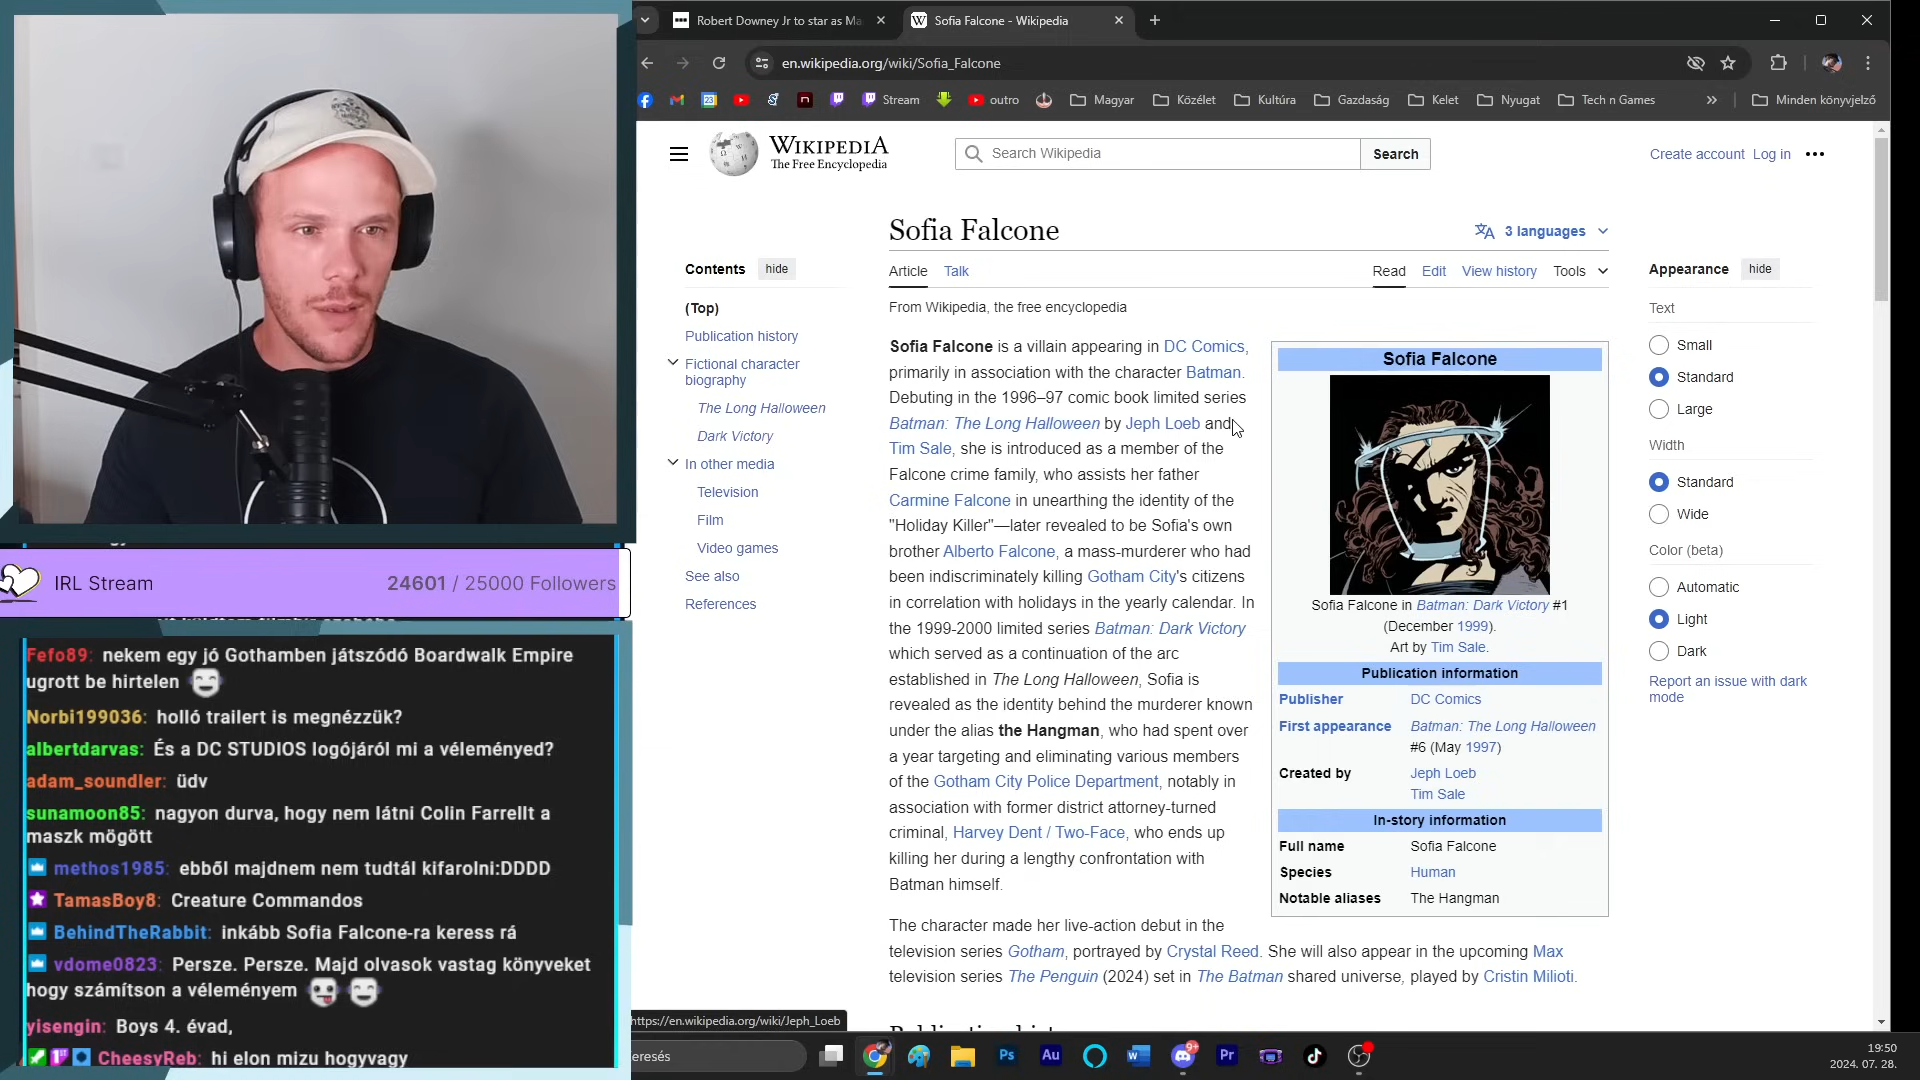 Robert Downey Jr to star as Ma
Sofia Falcone - Wikipedia
en.wikipedia.org/wiki/Sofia_Falcone
Stream
outro
Magyar
Közélet
Kultúra
Gazdaság
Kelet
Nyugat
Tech n Games
Minden könyvjelző
WIKIPEDIA
The Free Encyclopedia
Search Wikipedia
Search
Create account Log in
Sofia Falcone
3 languages
Contents hide
(Top)
Publication history
Fictional character
biography
The Long Halloween
Dark Victory
In other media
Television
Film
Video games
See also
References
Article Talk
Read Edit View history Tools
From Wikipedia, the free encyclopedia
Sofia Falcone is a villain appearing in DC Comics,
primarily in association with the character Batman.
Debuting in the 1996–97 comic book limited series
Batman: The Long Halloween by Jeph Loeb and
Tim Sale, she is introduced as a member of the
Falcone crime family, who assists her father
Carmine Falcone in unearthing the identity of the
"Holiday Killer"—later revealed to be Sofia's own
brother Alberto Falcone, a mass-murderer who had
been indiscriminately killing Gotham City's citizens
in correlation with holidays in the yearly calendar. In
the 1999-2000 limited series Batman: Dark Victory
which served as a continuation of the arc
established in The Long Halloween, Sofia is
revealed as the identity behind the murderer known
under the alias the Hangman, who had spent over
a year targeting and eliminating various members
of the Gotham City Police Department, notably in
association with former district attorney-turned
criminal, Harvey Dent / Two-Face, who ends up
killing her during a lengthy confrontation with
Batman himself.
The character made her live-action debut in the
television series Gotham, portrayed by Crystal Reed. She will also appear in the upcoming Max
television series The Penguin (2024) set in The Batman shared universe, played by Cristin Milioti.
Sofia Falcone
Sofia Falcone in Batman: Dark Victory #1
(December 1999).
Art by Tim Sale.
Publication information
Publisher DC Comics
First appearance Batman: The Long Halloween
#6 (May 1997)
Created by Jeph Loeb
Tim Sale
In-story information
Full name Sofia Falcone
Species Human
Notable aliases The Hangman
Appearance hide
Text
Small
Standard
Large
Width
Standard
Wide
Color (beta)
Automatic
Light
Dark
Report an issue with dark
mode
IRL Stream 24601 / 25000 Followers
Fefo89: nekem egy jó Gothamben játszódó Boardwalk Empire
ugrott be hirtelen
Norbi199036: holló trailert is megnézzük?
albertdarvas: És a DC STUDIOS logójáról mi a véleményed?
adam_soundler: üdv
sunamoon85: nagyon durva, hogy nem látni Colin Farrellt a
maszk mögött
methos1985: ebből majdnem nem tudtál kifarolni:DDDD
TamasBoy8: Creature Commandos
BehindTheRabbit: inkább Sofia Falcone-ra keress rá
vdome0823: Persze. Persze. Majd olvasok vastag könyveket
hogy számítson a véleményem
yisengin: Boys 4. évad,
CheesyReb: hi elon mizu hogyvagy
https://en.wikipedia.org/wiki/Jeph_Loeb
eresés
Ps
Au
Pr
9+
19:50
2024. 07. 28.